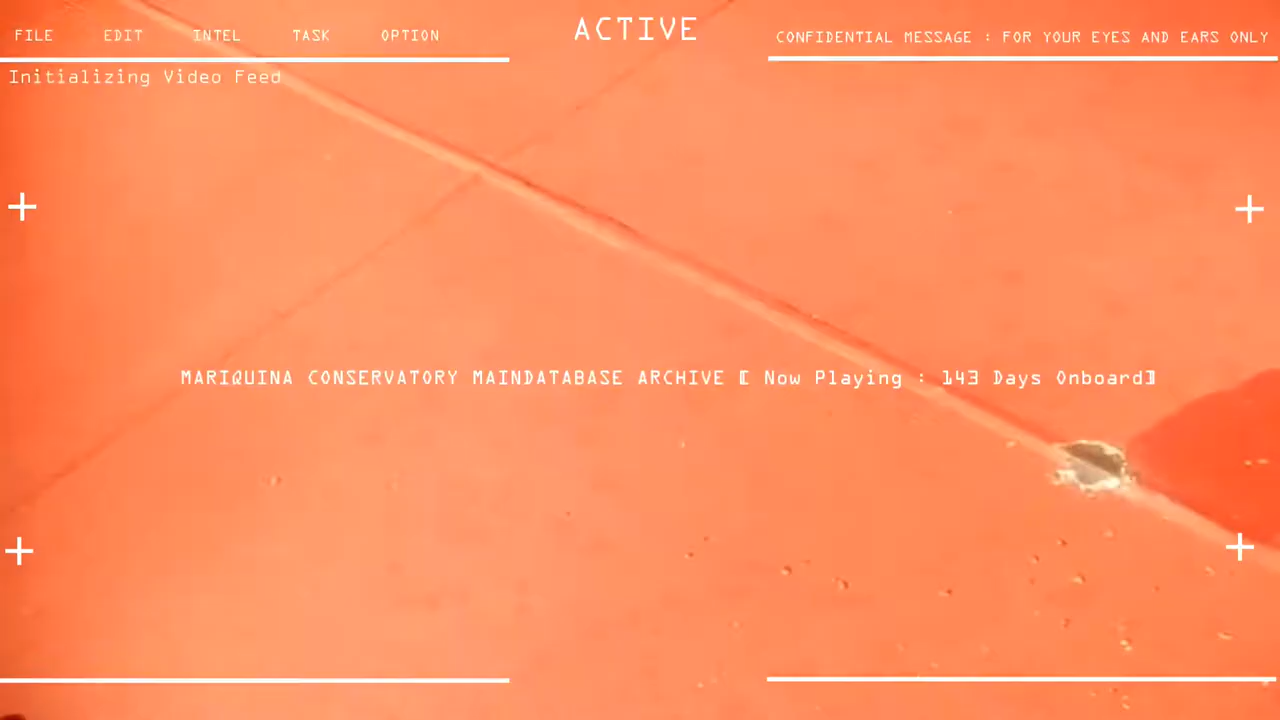 FILE EDIT INTEL TASK OPTION
ACTIVE
CONFIDENTIAL MESSAGE : FOR YOUR EYES AND EARS ONLY
Initializing Video Feed
MARIQUINA CONSERVATORY MAINDATABASE ARCHIVE [ Now Playing : 143 Days Onboard]